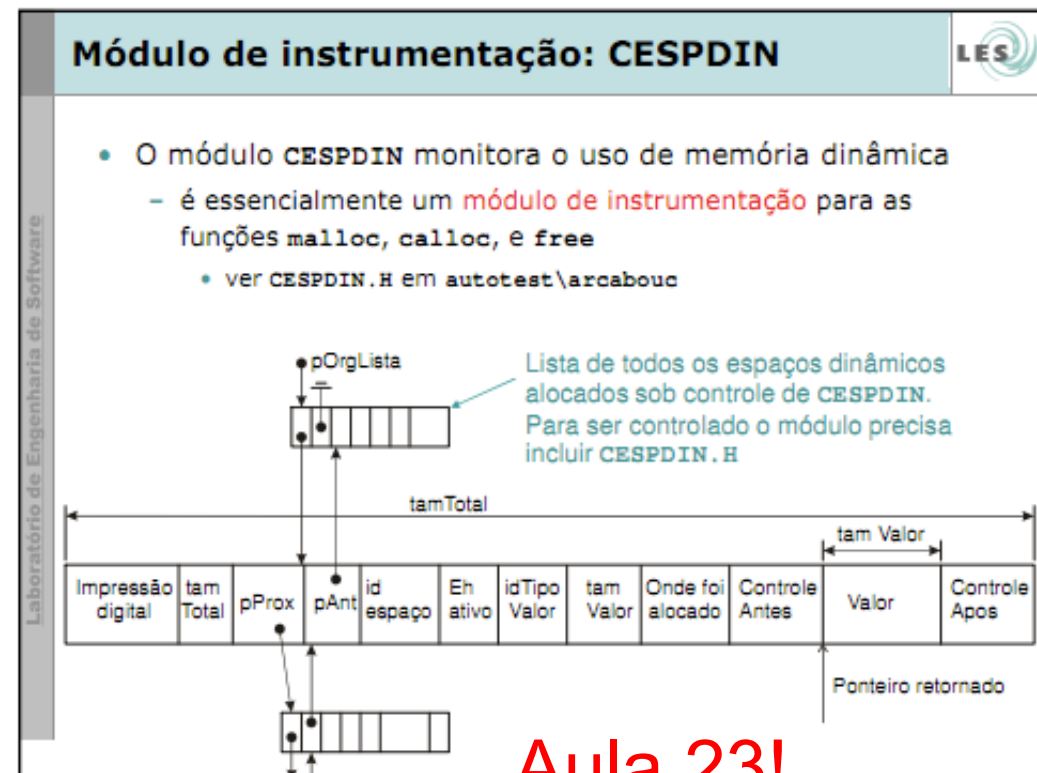 Módulo de instrumentação: CESPDIN
LES
Laboratório de Engenharia de Software
• O módulo CESPDIN monitora o uso de memória dinâmica
– é essencialmente um módulo de instrumentação para as
funções malloc, calloc, e free
• ver CESPDIN.H em autotest\arcabouc
pOrgLista
Lista de todos os espaços dinâmicos
alocados sob controle de CESPDIN.
Para ser controlado o módulo precisa
incluir CESPDIN.H
tamTotal
tam Valor
Impressão digital
tam Total
pProx
pAnt
id espaço
Eh ativo
idTipo Valor
tam Valor
Onde foi alocado
Controle Antes
Valor
Controle Apos
Ponteiro retornado
Aula 23!